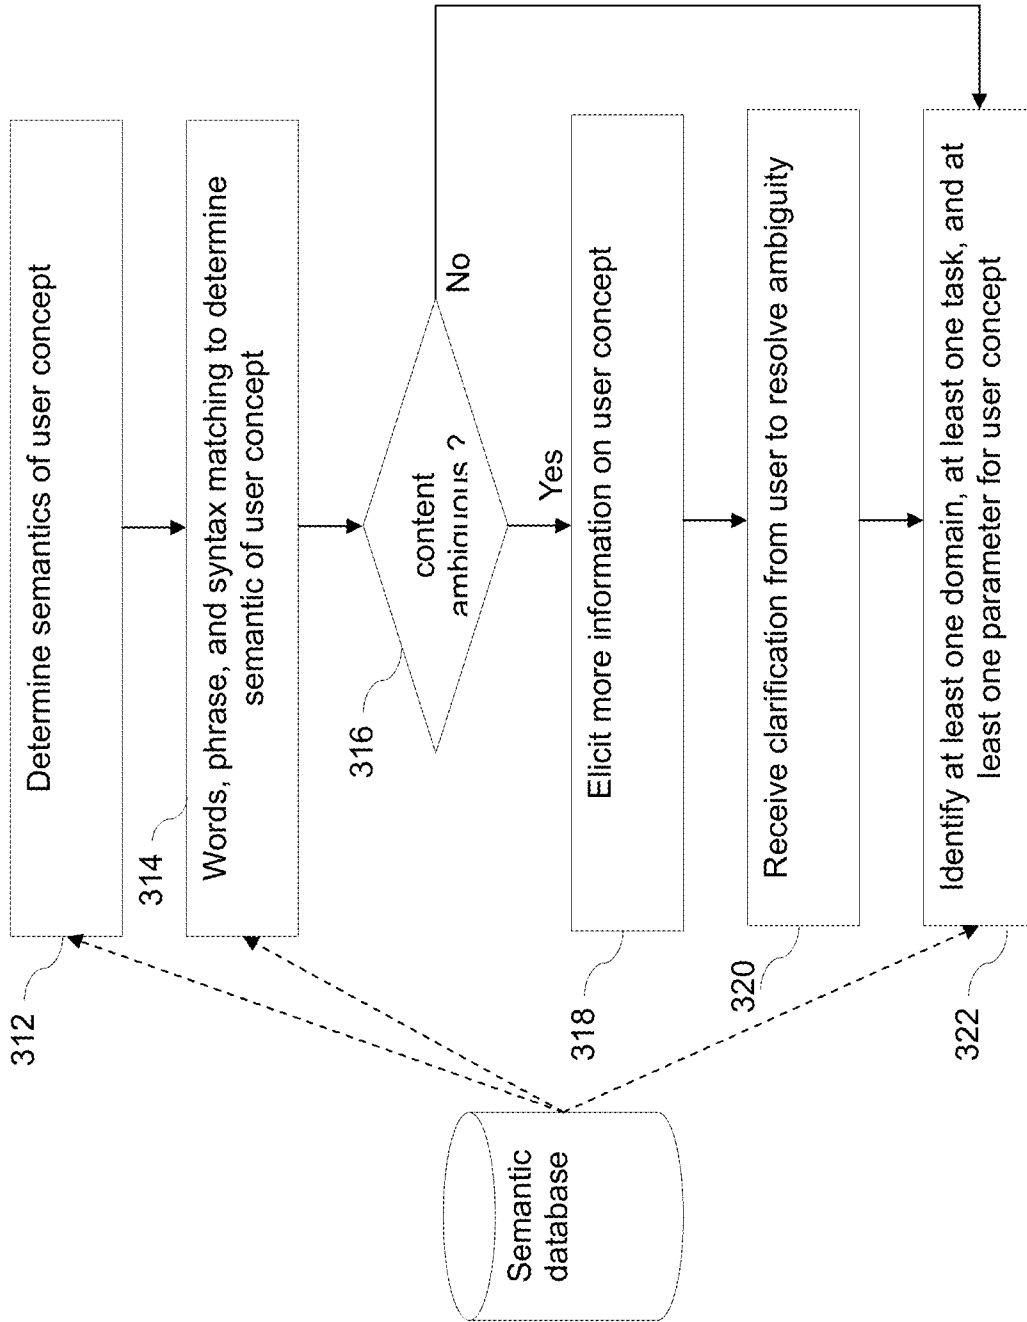 312
Determine semantics of user concept
314
Words, phrase, and syntax matching to determine
semantic of user concept
316
content
ambiguous ?
No
Yes
318
Elicit more information on user concept
320
Receive clarification from user to resolve ambiguity
322
Identify at least one domain, at least one task, and at
least one parameter for user concept
Semantic
database